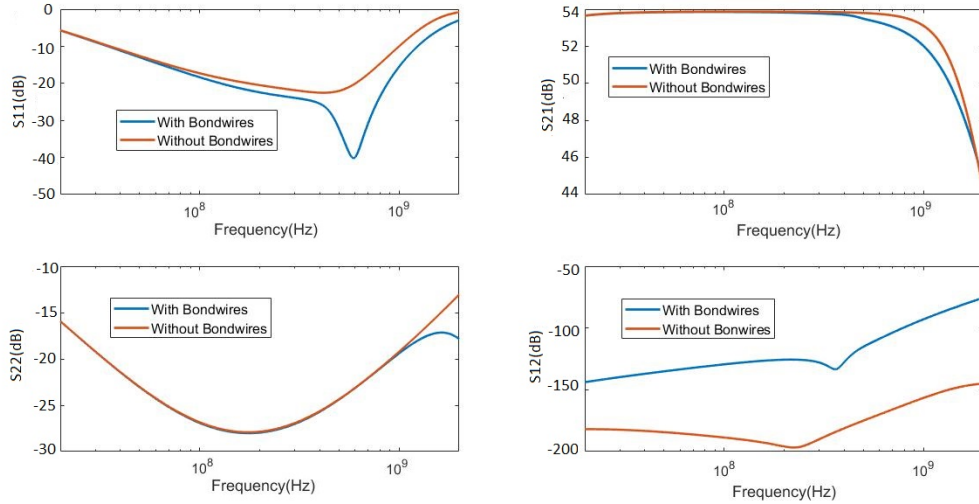 0
-10
-20
-30
-40
-50
S11(dB)
With Bondwires
Without Bondwires
10^8
10^9
Frequency(Hz)
54
52
50
48
46
44
S21(dB)
With Bondwires
Without Bondwires
10^8
10^9
Frequency(Hz)
-10
-15
-20
-25
-30
S22(dB)
With Bondwires
Without Bondwires
10^8
10^9
Frequency(Hz)
-50
-100
-150
-200
S12(dB)
With Bondwires
Without Bonwires
10^8
10^9
Frequency(Hz)